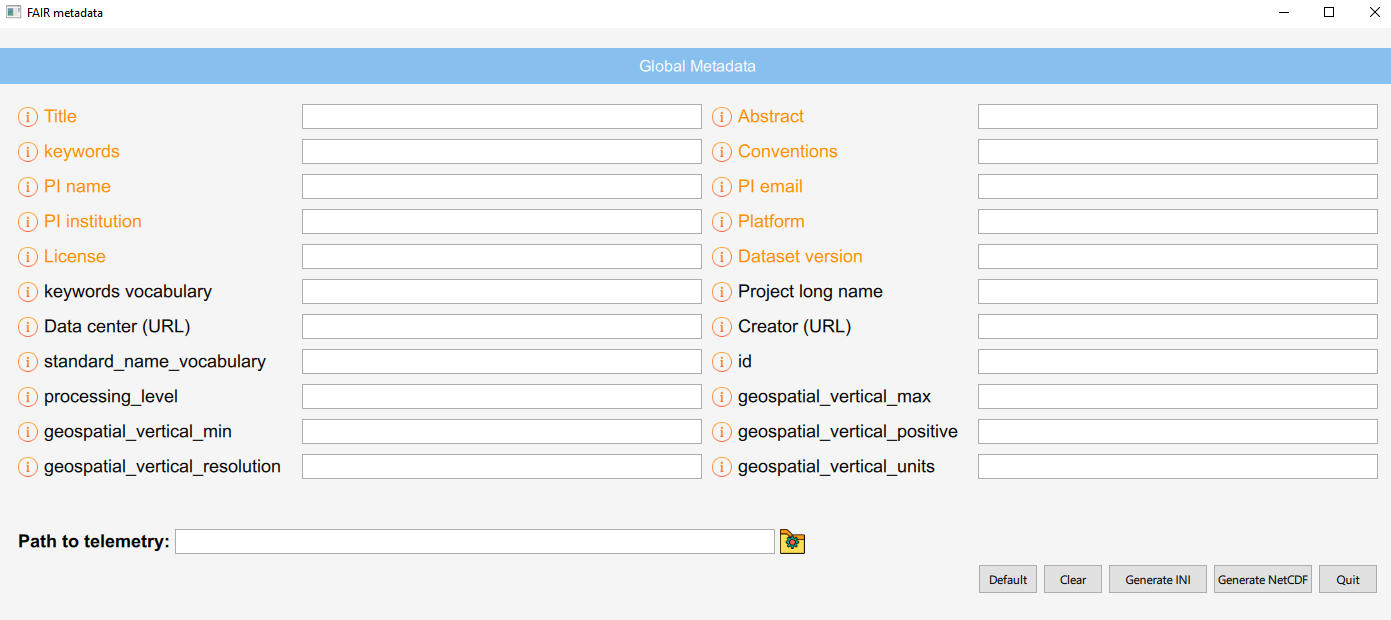 FAIR metadata
Global Metadata
Title
Abstract
keywords
Conventions
PI name
PI email
PI institution
Platform
License
Dataset version
keywords vocabulary
Project long name
Data center (URL)
Creator (URL)
standard_name_vocabulary
id
processing_level
geospatial_vertical_max
geospatial_vertical_min
geospatial_vertical_positive
geospatial_vertical_resolution
geospatial_vertical_units
Path to telemetry:
Default
Clear
Generate INI
Generate NetCDF
Quit